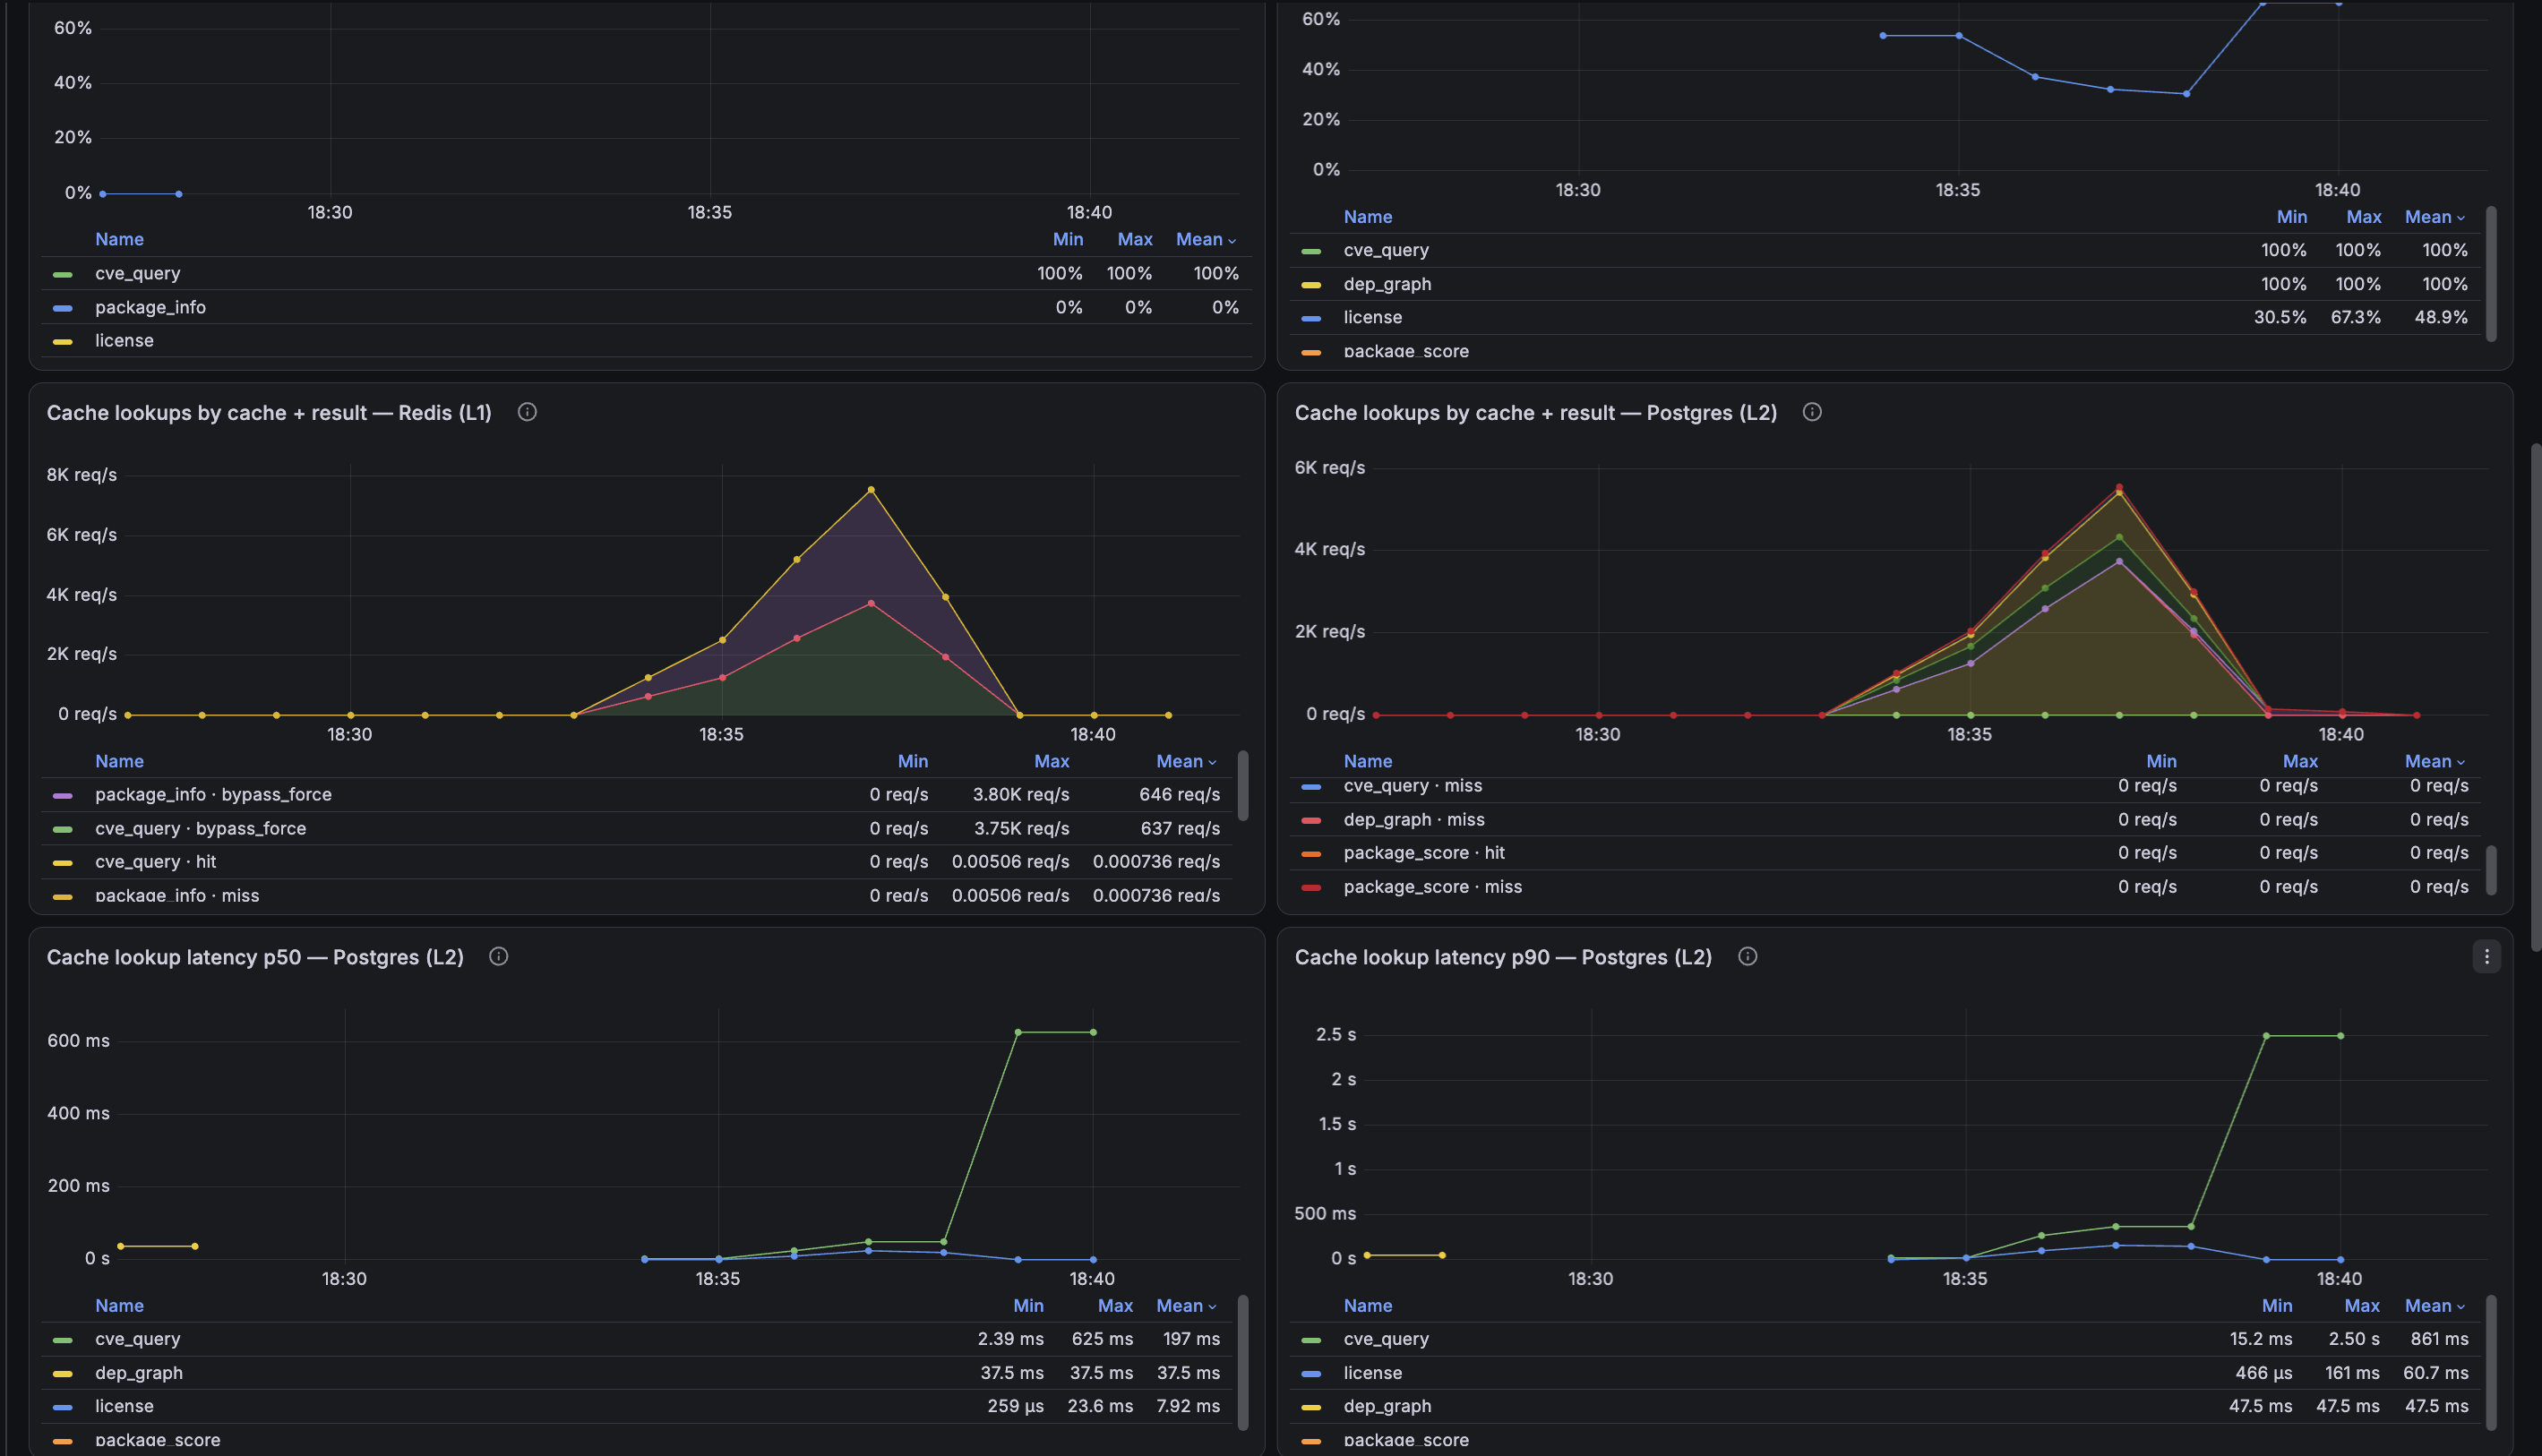 60%
40%
20%
0%
18:30 18:35 18:40
Name Min Max Mean
cve_query 100% 100% 100%
package_info 0% 0% 0%
license
60%
40%
20%
0%
18:30 18:35 18:40
Name Min Max Mean
cve_query 100% 100% 100%
dep_graph 100% 100% 100%
license 30.5% 67.3% 48.9%
package_score
Cache lookups by cache + result — Redis (L1)
8K req/s
6K req/s
4K req/s
2K req/s
0 req/s
18:30 18:35 18:40
Name Min Max Mean
package_info · bypass_force 0 req/s 3.80K req/s 646 req/s
cve_query · bypass_force 0 req/s 3.75K req/s 637 req/s
cve_query · hit 0 req/s 0.00506 req/s 0.000736 req/s
package_info · miss 0 req/s 0.00506 req/s 0.000736 req/s
Cache lookups by cache + result — Postgres (L2)
6K req/s
4K req/s
2K req/s
0 req/s
18:30 18:35 18:40
Name Min Max Mean
cve_query · miss 0 req/s 0 req/s 0 req/s
dep_graph · miss 0 req/s 0 req/s 0 req/s
package_score · hit 0 req/s 0 req/s 0 req/s
package_score · miss 0 req/s 0 req/s 0 req/s
Cache lookup latency p50 — Postgres (L2)
600 ms
400 ms
200 ms
0 s
18:30 18:35 18:40
Name Min Max Mean
cve_query 2.39 ms 625 ms 197 ms
dep_graph 37.5 ms 37.5 ms 37.5 ms
license 259 µs 23.6 ms 7.92 ms
package_score
Cache lookup latency p90 — Postgres (L2)
2.5 s
2 s
1.5 s
1 s
500 ms
0 s
18:30 18:35 18:40
Name Min Max Mean
cve_query 15.2 ms 2.50 s 861 ms
license 466 µs 161 ms 60.7 ms
dep_graph 47.5 ms 47.5 ms 47.5 ms
package_score